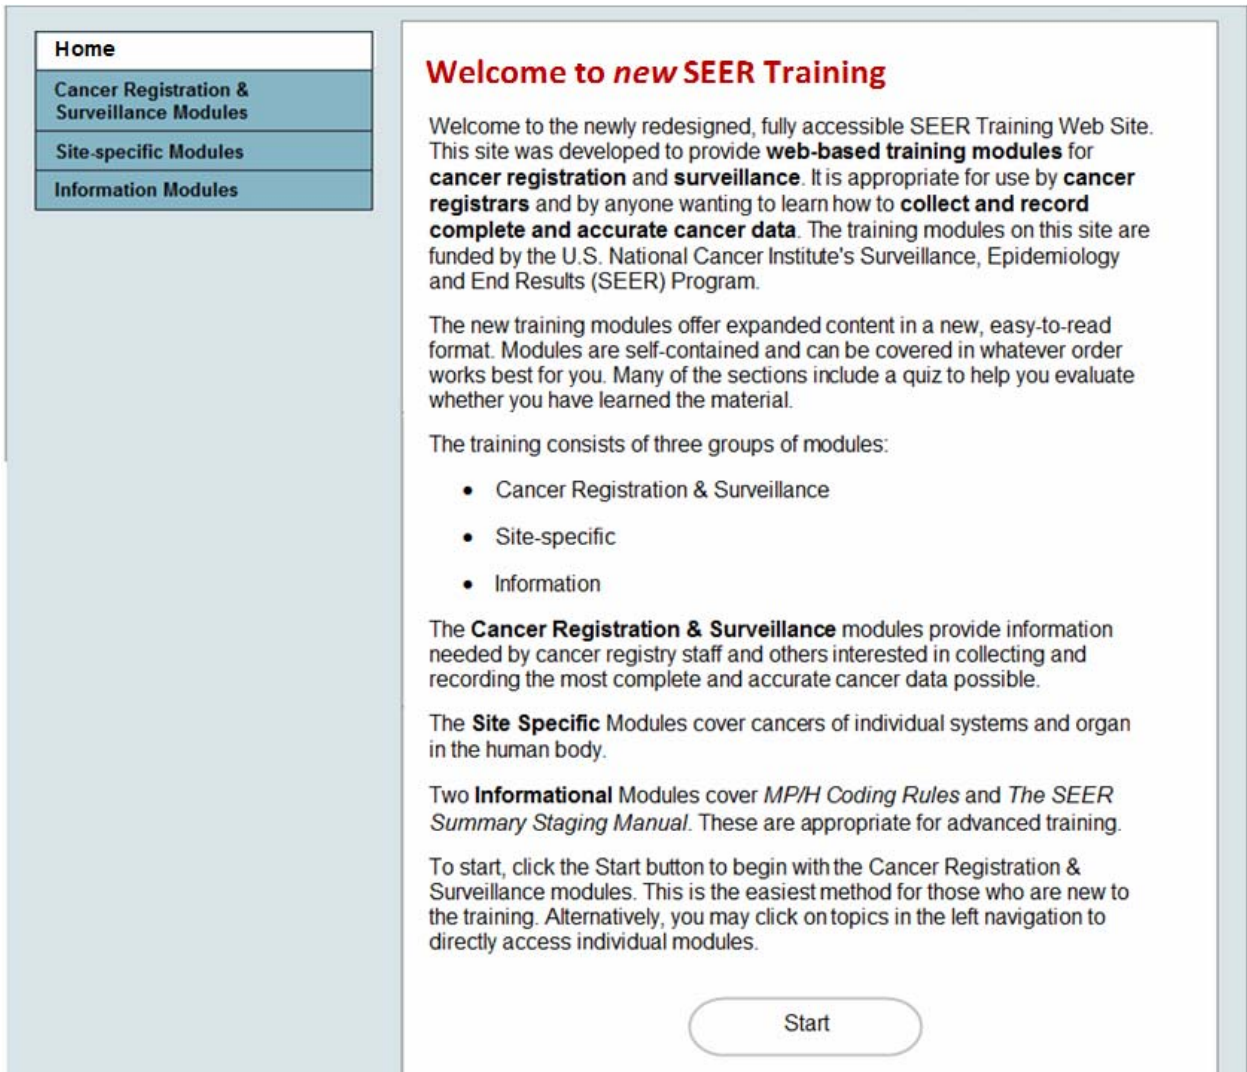 Home
Cancer Registration &
Surveillance Modules
Site-specific Modules
Information Modules
Welcome to new SEER Training
Welcome to the newly redesigned, fully accessible SEER Training Web Site.
This site was developed to provide web-based training modules for
cancer registration and surveillance. It is appropriate for use by cancer
registrars and by anyone wanting to learn how to collect and record
complete and accurate cancer data. The training modules on this site are
funded by the U.S. National Cancer Institute's Surveillance, Epidemiology
and End Results (SEER) Program.
The new training modules offer expanded content in a new, easy-to-read
format. Modules are self-contained and can be covered in whatever order
works best for you. Many of the sections include a quiz to help you evaluate
whether you have learned the material.
The training consists of three groups of modules:
• Cancer Registration & Surveillance
• Site-specific
• Information
The Cancer Registration & Surveillance modules provide information
needed by cancer registry staff and others interested in collecting and
recording the most complete and accurate cancer data possible.
The Site Specific Modules cover cancers of individual systems and organ
in the human body.
Two Informational Modules cover MP/H Coding Rules and The SEER
Summary Staging Manual. These are appropriate for advanced training.
To start, click the Start button to begin with the Cancer Registration &
Surveillance modules. This is the easiest method for those who are new to
the training. Alternatively, you may click on topics in the left navigation to
directly access individual modules.
Start